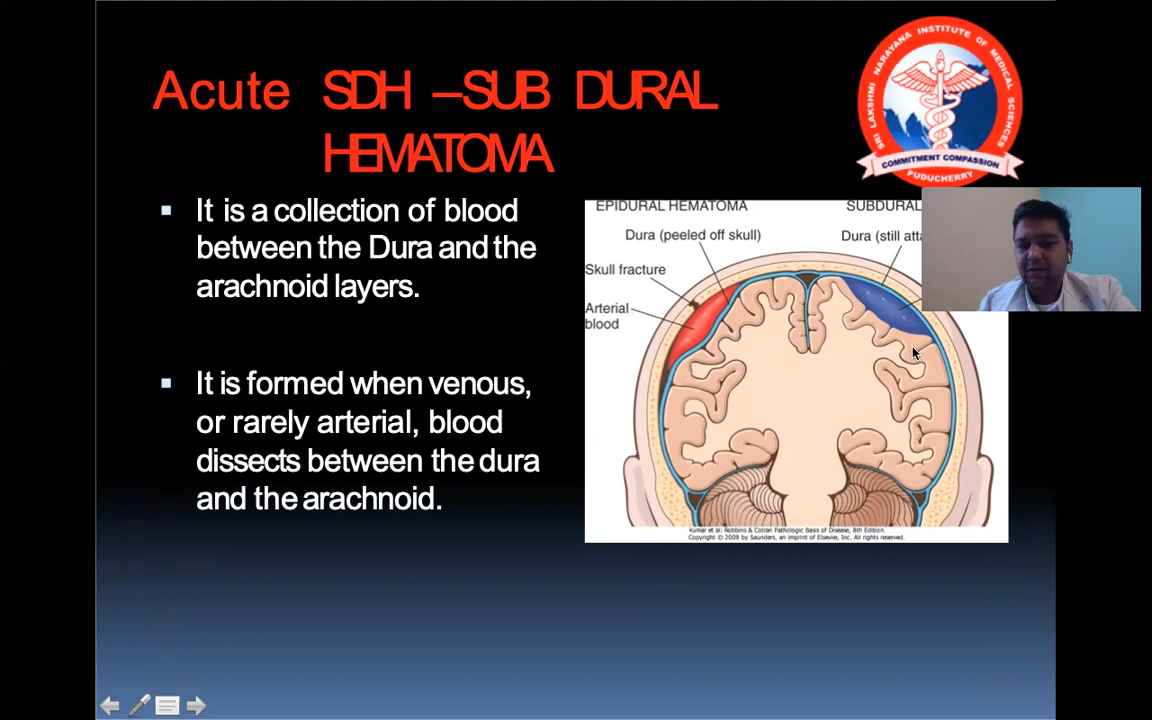 Acute SDH –SUB DURAL
HEMATOMA
SRI LAKSHMI NARAYANA INSTITUTE OF MEDICAL SCIENCES
COMMITMENT COMPASSION
PUDUCHERRY
▪ It is a collection of blood
between the Dura and the
arachnoid layers.
▪ It is formed when venous,
or rarely arterial, blood
dissects between the dura
and the arachnoid.
EPIDURAL HEMATOMA
SUBDURAL
Dura (peeled off skull)
Dura (still
Skull fracture
Arterial
blood
Kumar et al: Robbins & Cotran Pathologic Basis of Disease, 8th Edition.
Copyright © 2009 by Saunders, an imprint of Elsevier, Inc. All rights reserved.